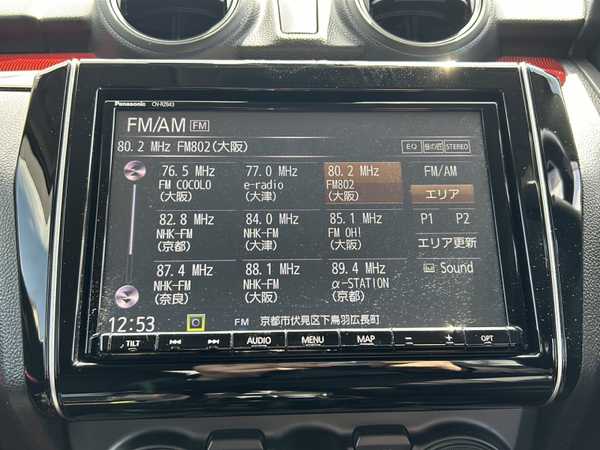 Panasonic CN-RZ843
FM/AM FM
80.2 MHz FM802(大阪) EQ 音の匠 STEREO
76.5 MHz 77.0 MHz 80.2 MHz FM/AM
FM COCOLO e-radio FM802
(大阪) (大津) (大阪) エリア
82.8 MHz 84.0 MHz 85.1 MHz P1 P2
NHK-FM NHK-FM FM OH!
(京都) (大津) (大阪) エリア更新
87.4 MHz 88.1 MHz 89.4 MHz Sound
NHK-FM NHK-FM α-STATION
(奈良) (大阪) (京都)
12:53 FM 京都市伏見区下鳥羽広長町
TILT AUDIO MENU MAP − + OPT